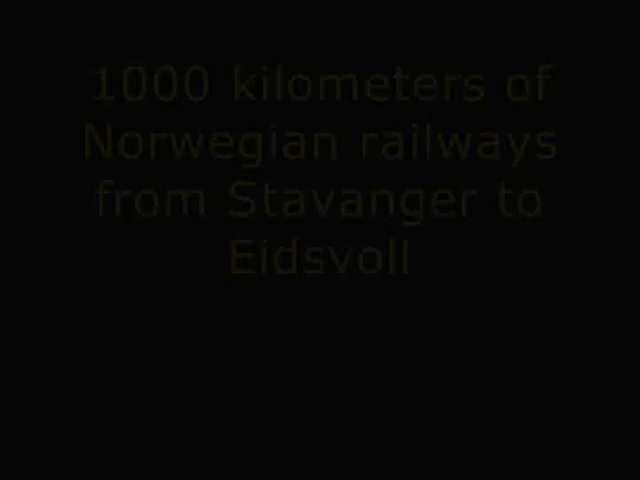 1000 kilometers of
Norwegian railways
from Stavanger to
Eidsvoll